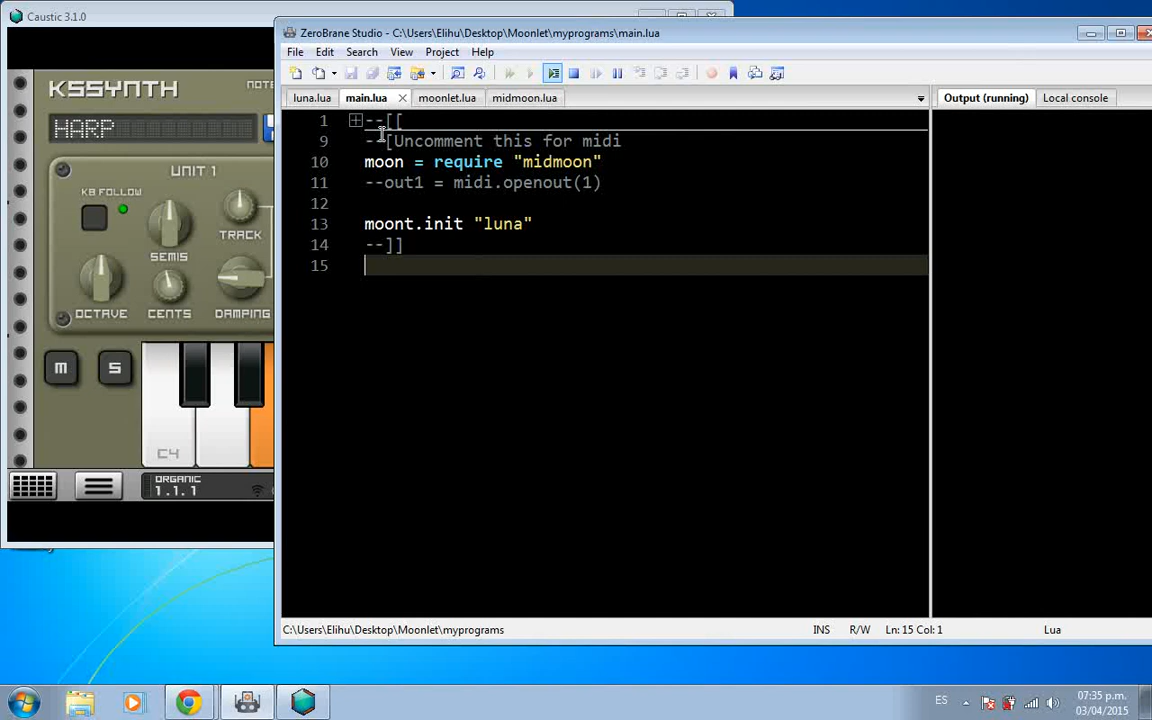 Caustic 3.1.0
KSSYNTH
HARP
UNIT 1
KB FOLLOW
TRACK
SEMIS
OCTAVE
CENTS
DAMPING
M
S
C4
ORGANIC
1.1.1
ZeroBrane Studio - C:\Users\Elihu\Desktop\Moonlet\myprograms\main.lua
File Edit Search View Project Help
luna.lua main.lua moonlet.lua midmoon.lua
Output (running) Local console
1 --[[
9 --[Uncomment this for midi
10 moon = require "midmoon"
11 --out1 = midi.openout(1)
12
13 moont.init "luna"
14 --]]
15
C:\Users\Elihu\Desktop\Moonlet\myprograms INS R/W Ln: 15 Col: 1 Lua
ES 07:35 p.m.
03/04/2015